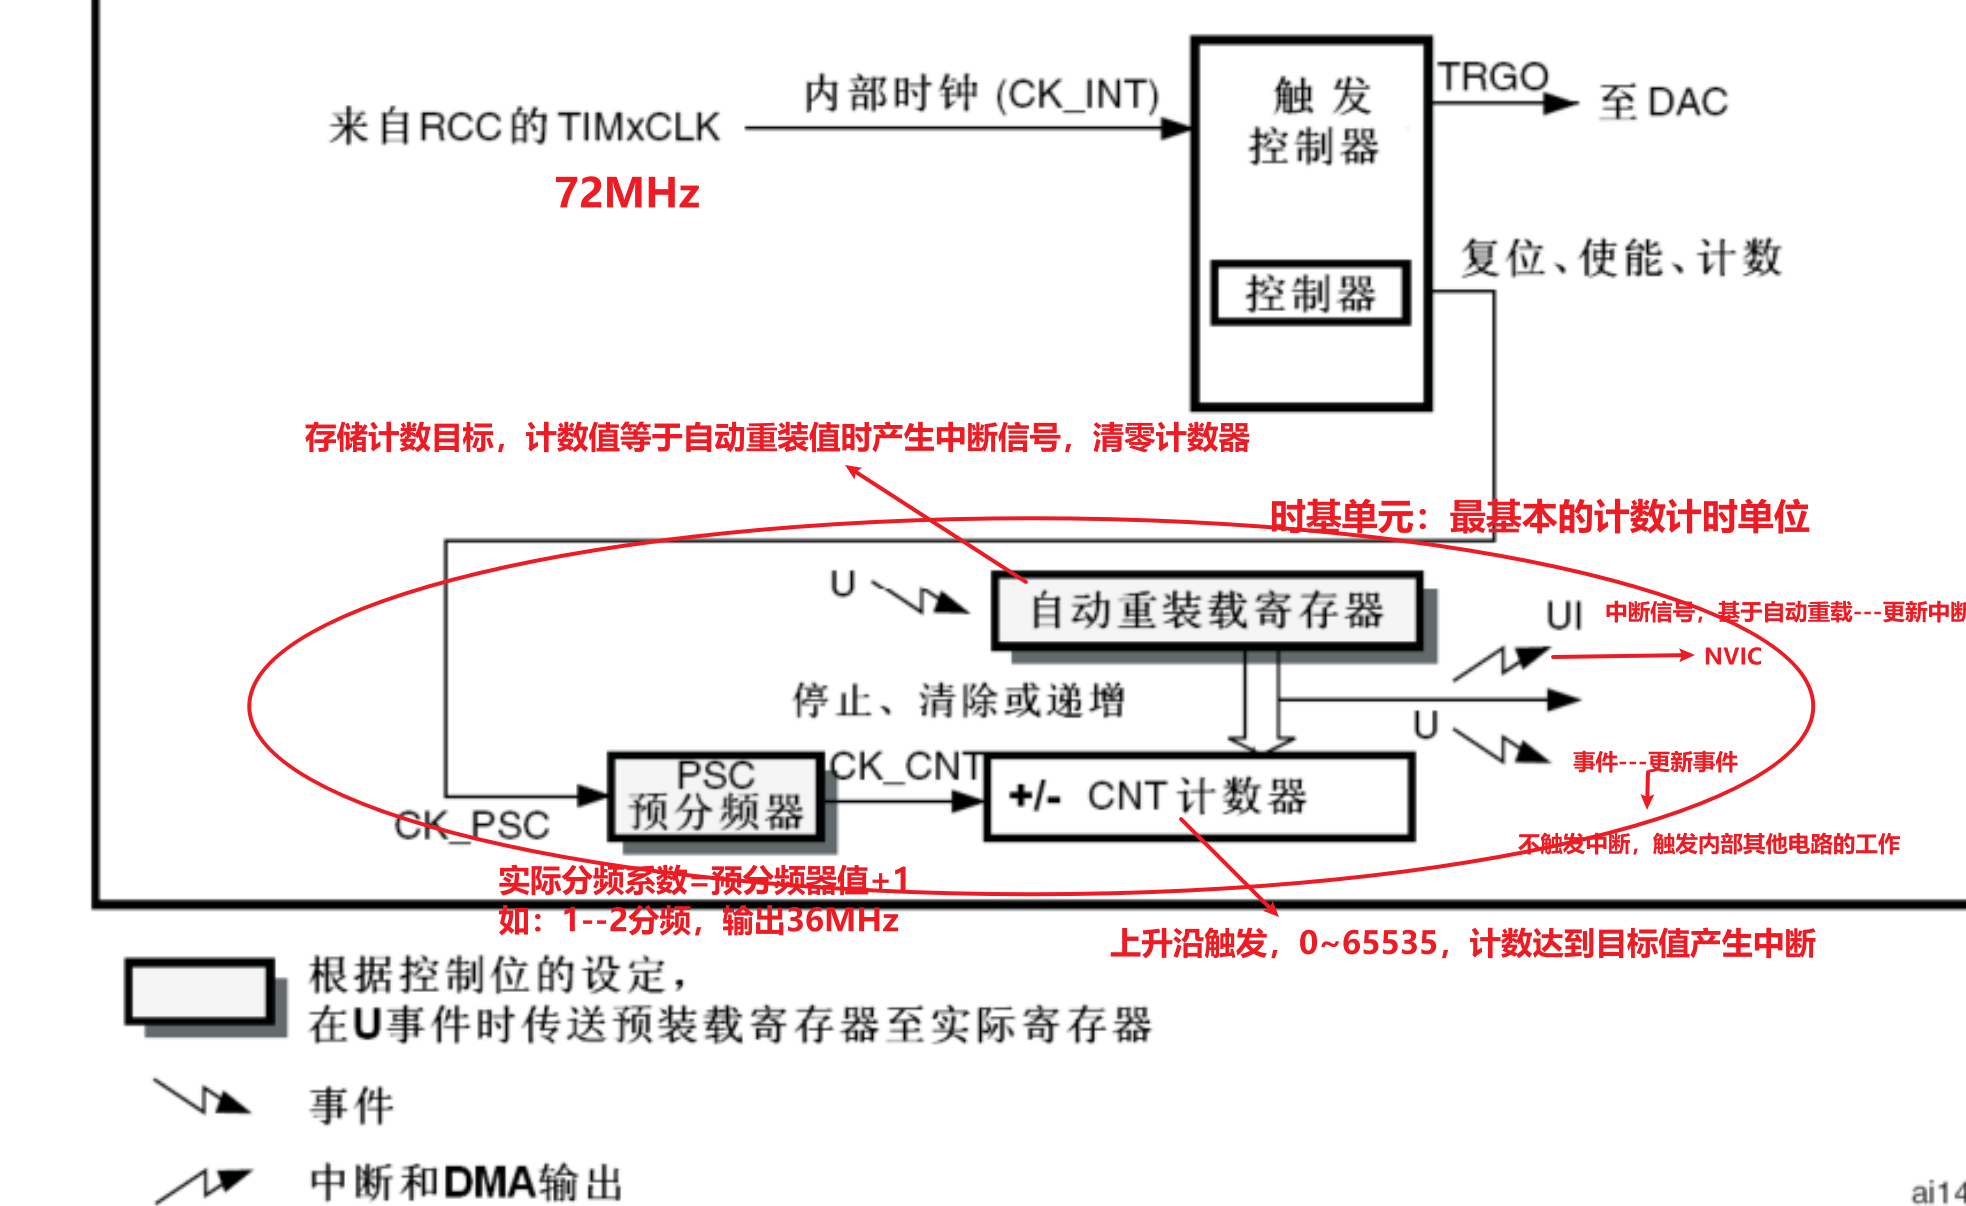 内部时钟 (CK_INT)
来自RCC的 TIMxCLK
72MHz
触 发
控制器
TRGO
至 DAC
控制器
复位、使能、计数
存储计数目标，计数值等于自动重装值时产生中断信号，清零计数器
时基单元：最基本的计数计时单位
U
自动重装载寄存器
UI
中断信号，基于自动重载---更新中断
NVIC
停止、清除或递增
U
事件---更新事件
不触发中断，触发内部其他电路的工作
CK_PSC
PSC
预分频器
CK_CNT
+/- CNT 计数器
实际分频系数=预分频器值+1
如：1--2分频，输出36MHz
上升沿触发，0~65535，计数达到目标值产生中断
根据控制位的设定，
在U事件时传送预装载寄存器至实际寄存器
事件
中断和DMA输出
ai14